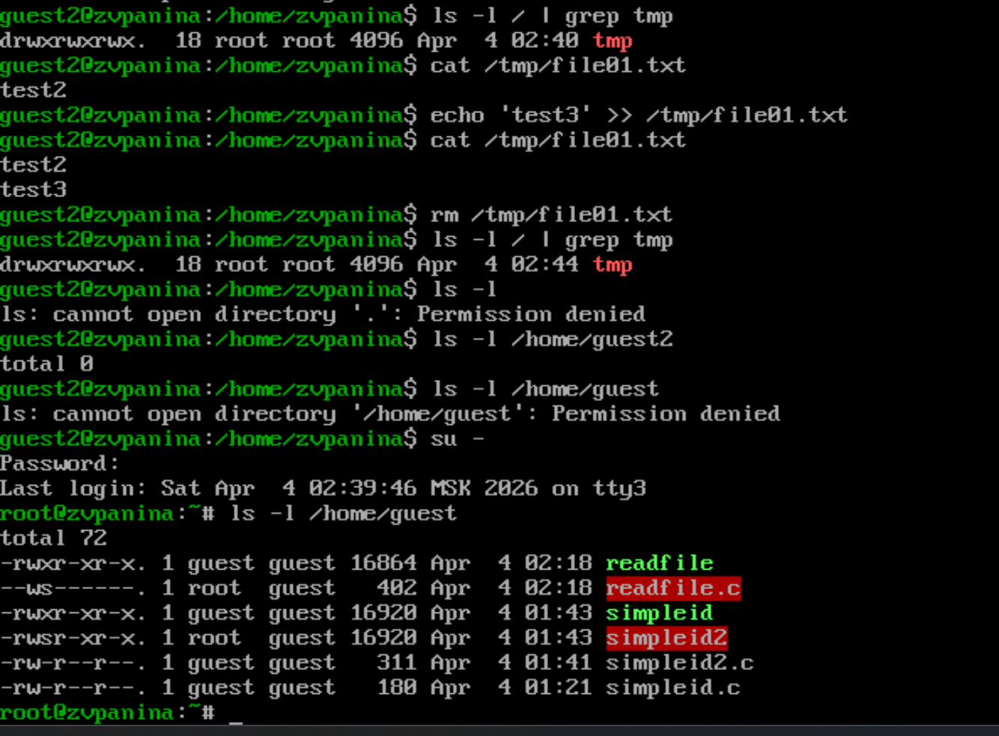 guest2@zvpanina:/home/zvpanina$ ls -l / | grep tmp
drwxrwxrwx.  18 root root 4096 Apr  4 02:40 tmp
guest2@zvpanina:/home/zvpanina$ cat /tmp/file01.txt
test2
guest2@zvpanina:/home/zvpanina$ echo 'test3' >> /tmp/file01.txt
guest2@zvpanina:/home/zvpanina$ cat /tmp/file01.txt
test2
test3
guest2@zvpanina:/home/zvpanina$ rm /tmp/file01.txt
guest2@zvpanina:/home/zvpanina$ ls -l / | grep tmp
drwxrwxrwx.  18 root root 4096 Apr  4 02:44 tmp
guest2@zvpanina:/home/zvpanina$ ls -l
ls: cannot open directory '.': Permission denied
guest2@zvpanina:/home/zvpanina$ ls -l /home/guest2
total 0
guest2@zvpanina:/home/zvpanina$ ls -l /home/guest
ls: cannot open directory '/home/guest': Permission denied
guest2@zvpanina:/home/zvpanina$ su -
Password:
Last login: Sat Apr  4 02:39:46 MSK 2026 on tty3
root@zvpanina:~# ls -l /home/guest
total 72
-rwxr-xr-x. 1 guest guest 16864 Apr  4 02:18 readfile
--ws------. 1 root  guest   402 Apr  4 02:18 readfile.c
-rwxr-xr-x. 1 guest guest 16920 Apr  4 01:43 simpleid
-rwsr-xr-x. 1 root  guest 16920 Apr  4 01:43 simpleid2
-rw-r--r--. 1 guest guest   311 Apr  4 01:41 simpleid2.c
-rw-r--r--. 1 guest guest   180 Apr  4 01:21 simpleid.c
root@zvpanina:~# _